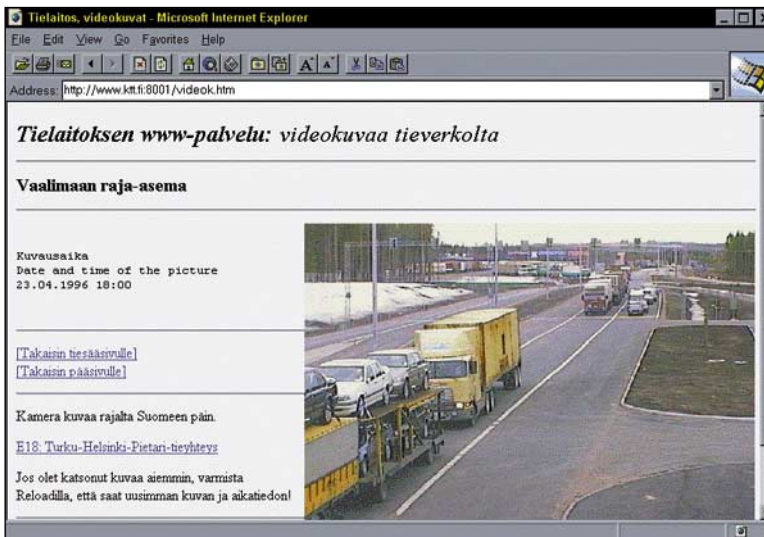 Tielaitos, videokuvat - Microsoft Internet Explorer
File Edit View Go Favorites Help
Address: http://www.ktt.fi:8001/videok.htm
Tielaitoksen www-palvelu: videokuvaa tieverkolta
Vaalimaan raja-asema
Kuvausaika
Date and time of the picture
23.04.1996 18:00
[Takaisin tiesääsivulle]
[Takaisin pääsivulle]
Kamera kuvaa rajalta Suomeen päin.
E18: Turku-Helsinki-Pietari-tieyhteys
Jos olet katsonut kuvaa aiemmin, varmista
Reloadilla, että saat uusimman kuvan ja aikatiedon!